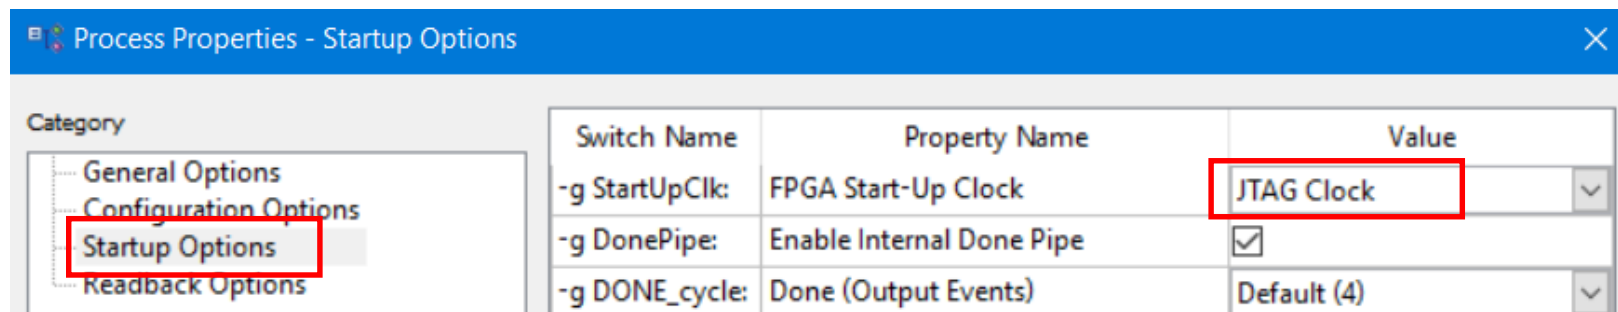 Process Properties - Startup Options
Category
General Options
Configuration Options
Startup Options
Readback Options
Switch Name Property Name Value
-g StartUpClk: FPGA Start-Up Clock JTAG Clock
-g DonePipe: Enable Internal Done Pipe
-g DONE_cycle: Done (Output Events) Default (4)